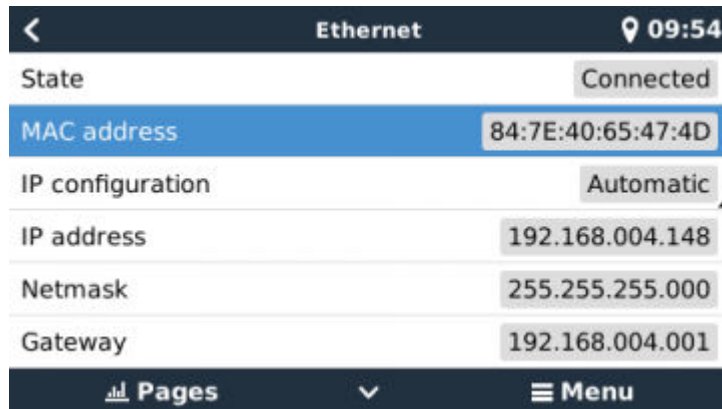 Ethernet 09:54
State Connected
MAC address 84:7E:40:65:47:4D
IP configuration Automatic
IP address 192.168.004.148
Netmask 255.255.255.000
Gateway 192.168.004.001
Pages Menu